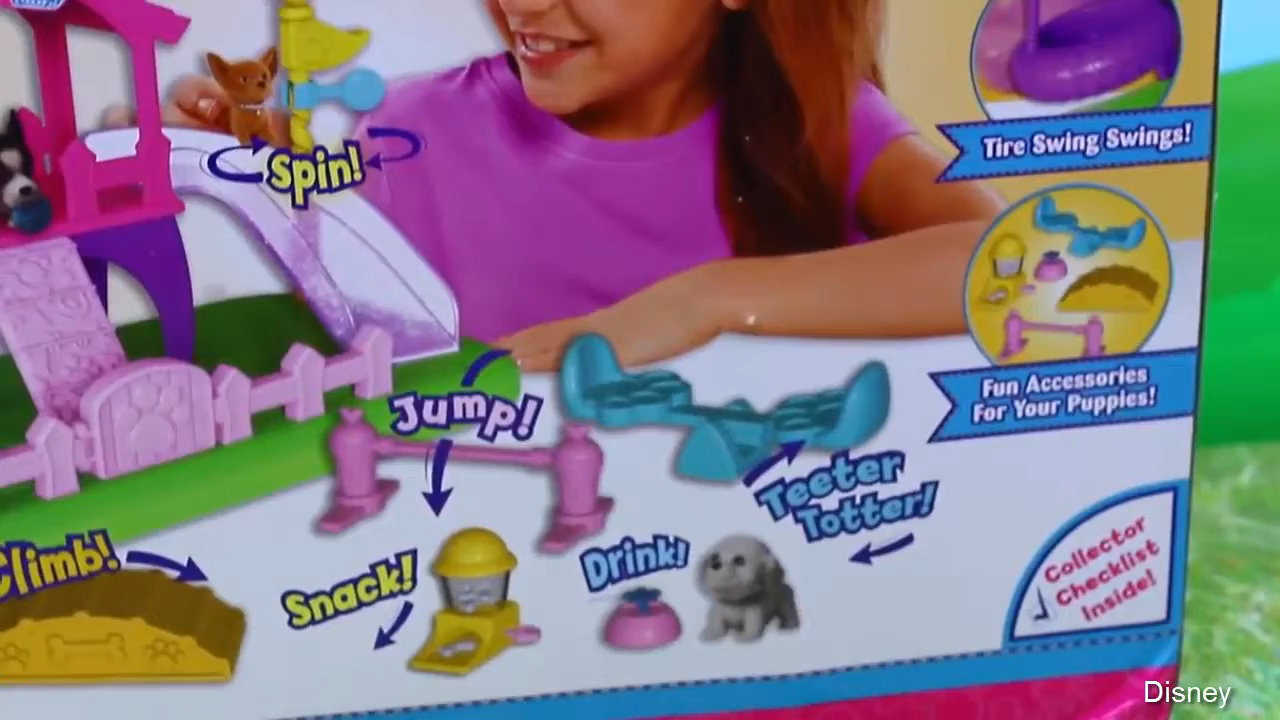 Spin!
Tire Swing Swings!
Fun Accessories
For Your Puppies!
Jump!
Teeter
Totter!
Climb!
Snack!
Drink!
Collector
Checklist
Inside!
Disney